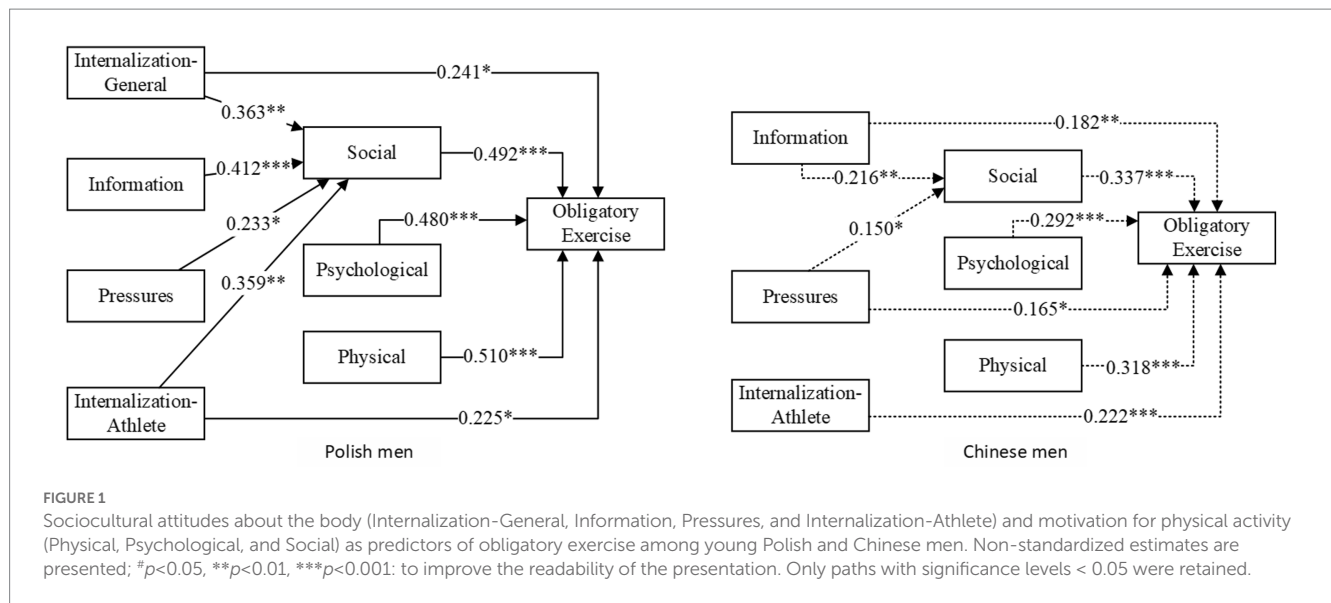 Internalization-
General
0.241*
0.363**
Information
0.412***
Social
0.492***
0.233*
0.480***
Obligatory
Exercise
Psychological
Pressures
0.359**
Physical
0.510***
Internalization-
Athlete
0.225*
Polish men
Information
0.182**
0.216**
Social
0.337***
0.150*
0.292***
Obligatory
Exercise
Psychological
Pressures
0.165*
Physical
0.318***
Internalization-
Athlete
0.222***
Chinese men
FIGURE 1
Sociocultural attitudes about the body (Internalization-General, Information, Pressures, and Internalization-Athlete) and motivation for physical activity
(Physical, Psychological, and Social) as predictors of obligatory exercise among young Polish and Chinese men. Non-standardized estimates are
presented; #p<0.05, **p<0.01, ***p<0.001: to improve the readability of the presentation. Only paths with significance levels < 0.05 were retained.